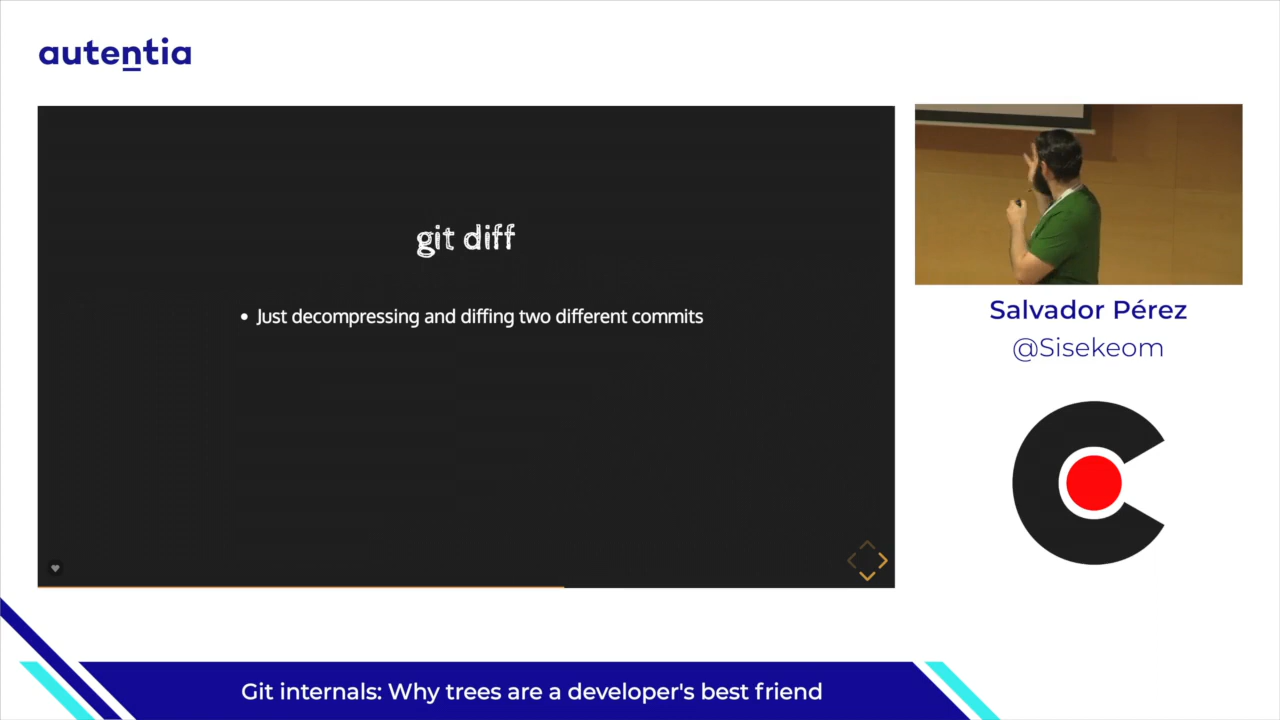 autentia
git diff
• Just decompressing and diffing two different commits
Salvador Pérez
@Sisekeom
Git internals: Why trees are a developer's best friend